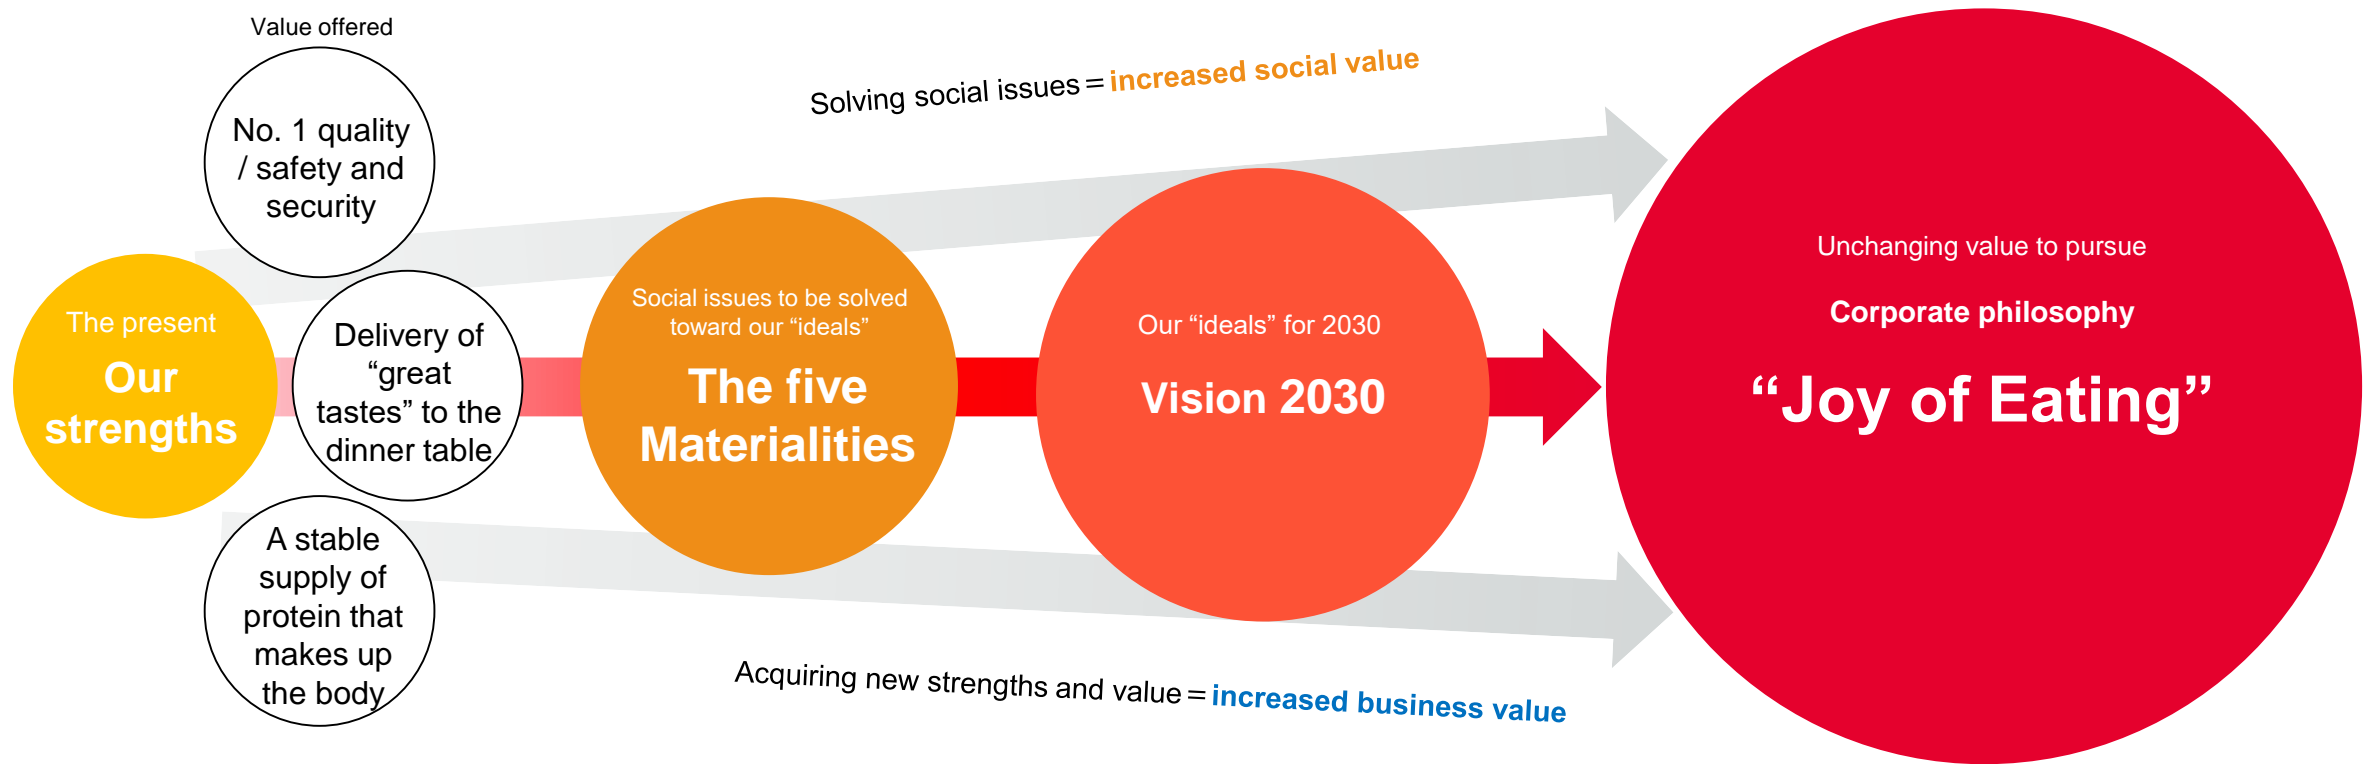 Value offered
No. 1 quality
/ safety and
security
The present
Our
strengths
Delivery of
“great
tastes” to the
dinner table
A stable
supply of
protein that
makes up
the body
Solving social issues＝increased social value
Social issues to be solved
toward our “ideals”
The five
Materialities
Our “ideals” for 2030
Vision 2030
Acquiring new strengths and value＝increased business value
Unchanging value to pursue
Corporate philosophy
“Joy of Eating”